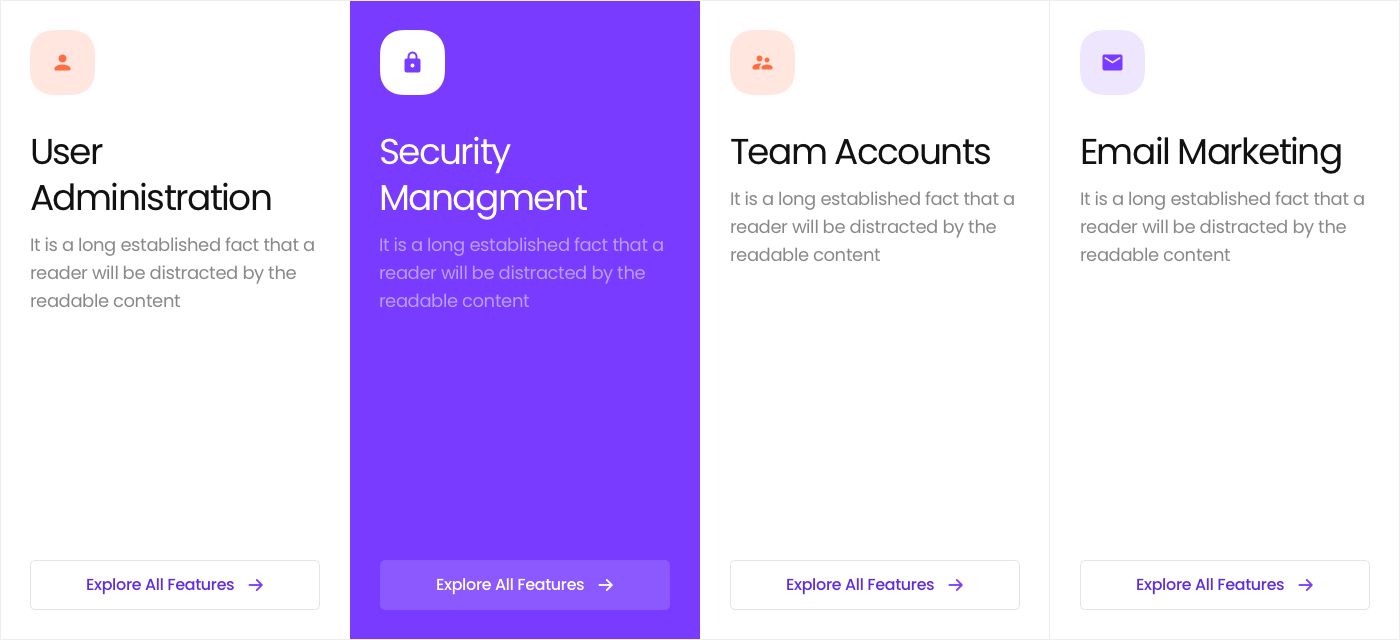 User
Administration
It is a long established fact that a
reader will be distracted by the
readable content
Explore All Features
Security
Managment
It is a long established fact that a
reader will be distracted by the
readable content
Explore All Features
Team Accounts
It is a long established fact that a
reader will be distracted by the
readable content
Explore All Features
Email Marketing
It is a long established fact that a
reader will be distracted by the
readable content
Explore All Features